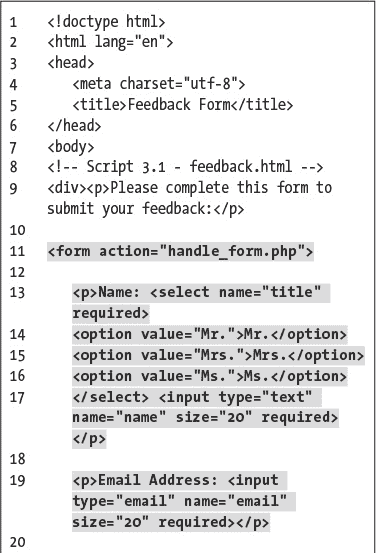 1 <!doctype html>
2 <html lang="en">
3 <head>
4 <meta charset="utf-8">
5 <title>Feedback Form</title>
6 </head>
7 <body>
8 <!-- Script 3.1 - feedback.html -->
9 <div><p>Please complete this form to
submit your feedback:</p>
10
11 <form action="handle_form.php">
12
13 <p>Name: <select name="title"
required>
14 <option value="Mr.">Mr.</option>
15 <option value="Mrs.">Mrs.</option>
16 <option value="Ms.">Ms.</option>
17 </select> <input type="text"
name="name" size="20" required>
</p>
18
19 <p>Email Address: <input
type="email" name="email"
size="20" required></p>
20